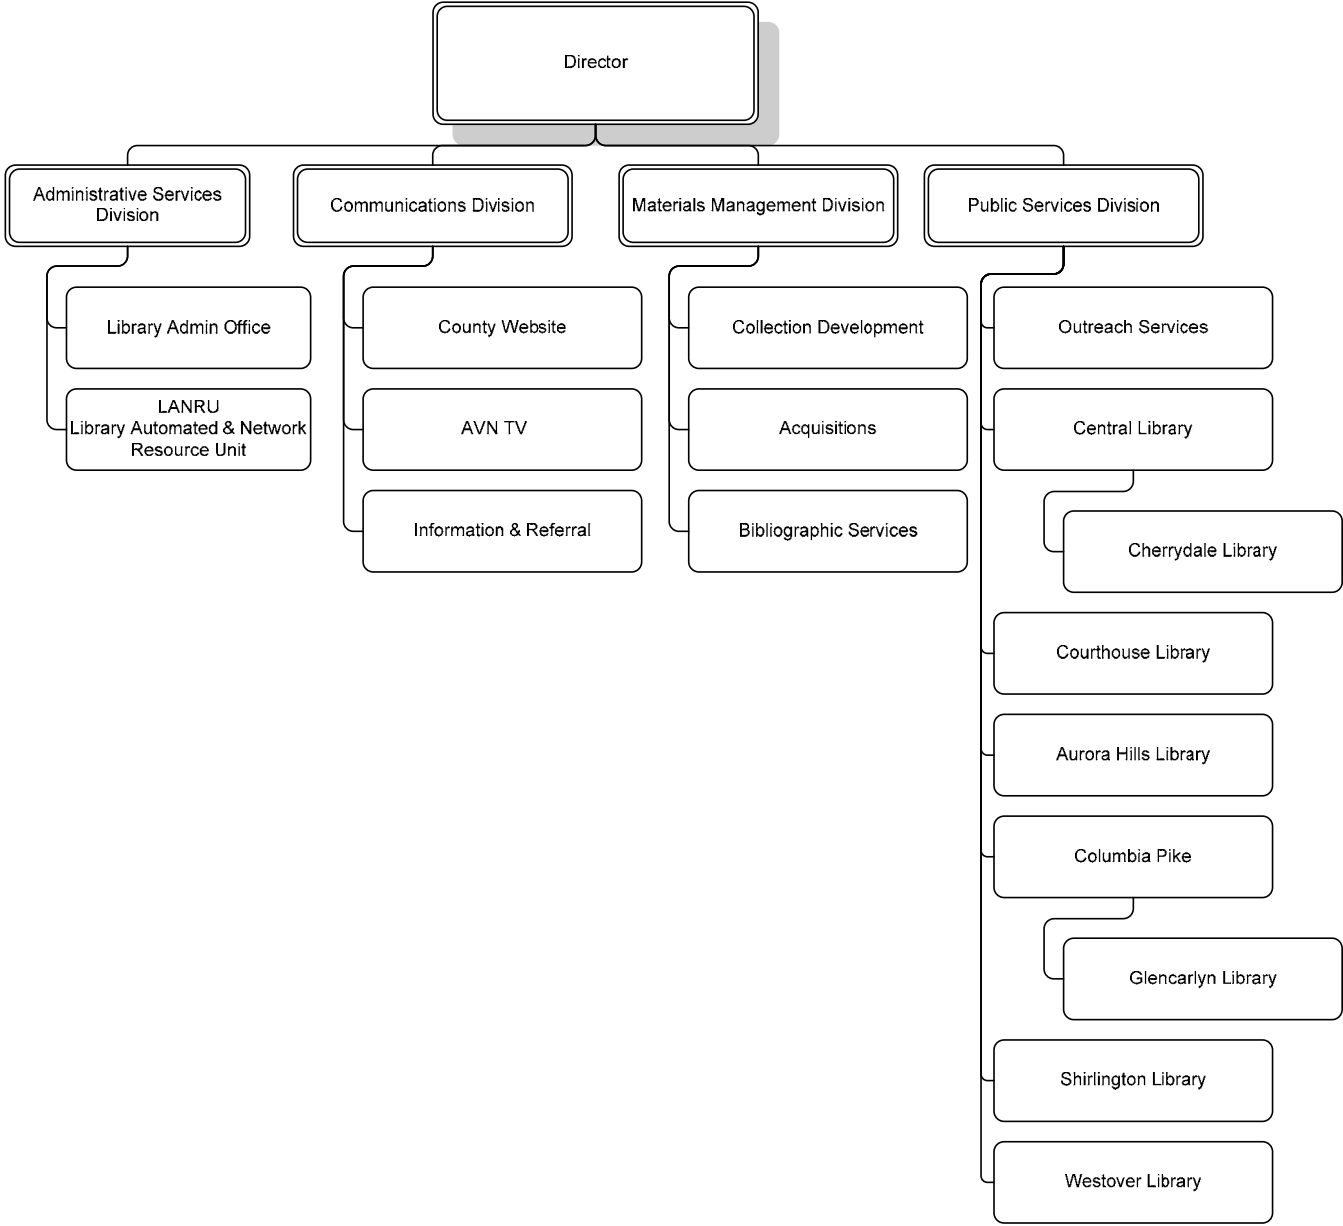 Director
Administrative Services
Division
Communications Division
Materials Management Division
Public Services Division
Library Admin Office
LANRU
Library Automated & Network
Resource Unit
County Website
AVN TV
Information & Referral
Collection Development
Acquisitions
Bibliographic Services
Outreach Services
Central Library
Cherrydale Library
Courthouse Library
Aurora Hills Library
Columbia Pike
Glencarlyn Library
Shirlington Library
Westover Library